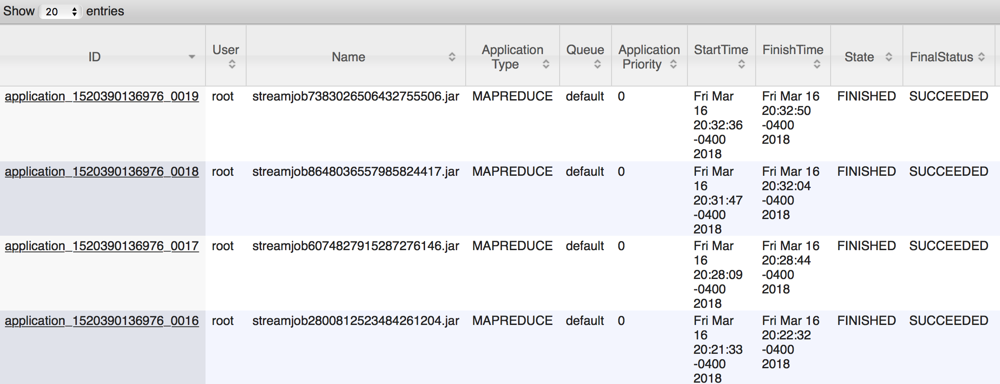 Show 20 entries
ID User Name Application Type Queue Application Priority StartTime FinishTime State FinalStatus
application_1520390136976_0019 root streamjob7383026506432755506.jar MAPREDUCE default 0 Fri Mar 16 20:32:36 -0400 2018 Fri Mar 16 20:32:50 -0400 2018 FINISHED SUCCEEDED
application_1520390136976_0018 root streamjob8648036557985824417.jar MAPREDUCE default 0 Fri Mar 16 20:31:47 -0400 2018 Fri Mar 16 20:32:04 -0400 2018 FINISHED SUCCEEDED
application_1520390136976_0017 root streamjob6074827915287276146.jar MAPREDUCE default 0 Fri Mar 16 20:28:09 -0400 2018 Fri Mar 16 20:28:44 -0400 2018 FINISHED SUCCEEDED
application_1520390136976_0016 root streamjob2800812523484261204.jar MAPREDUCE default 0 Fri Mar 16 20:21:33 -0400 2018 Fri Mar 16 20:22:32 -0400 2018 FINISHED SUCCEEDED